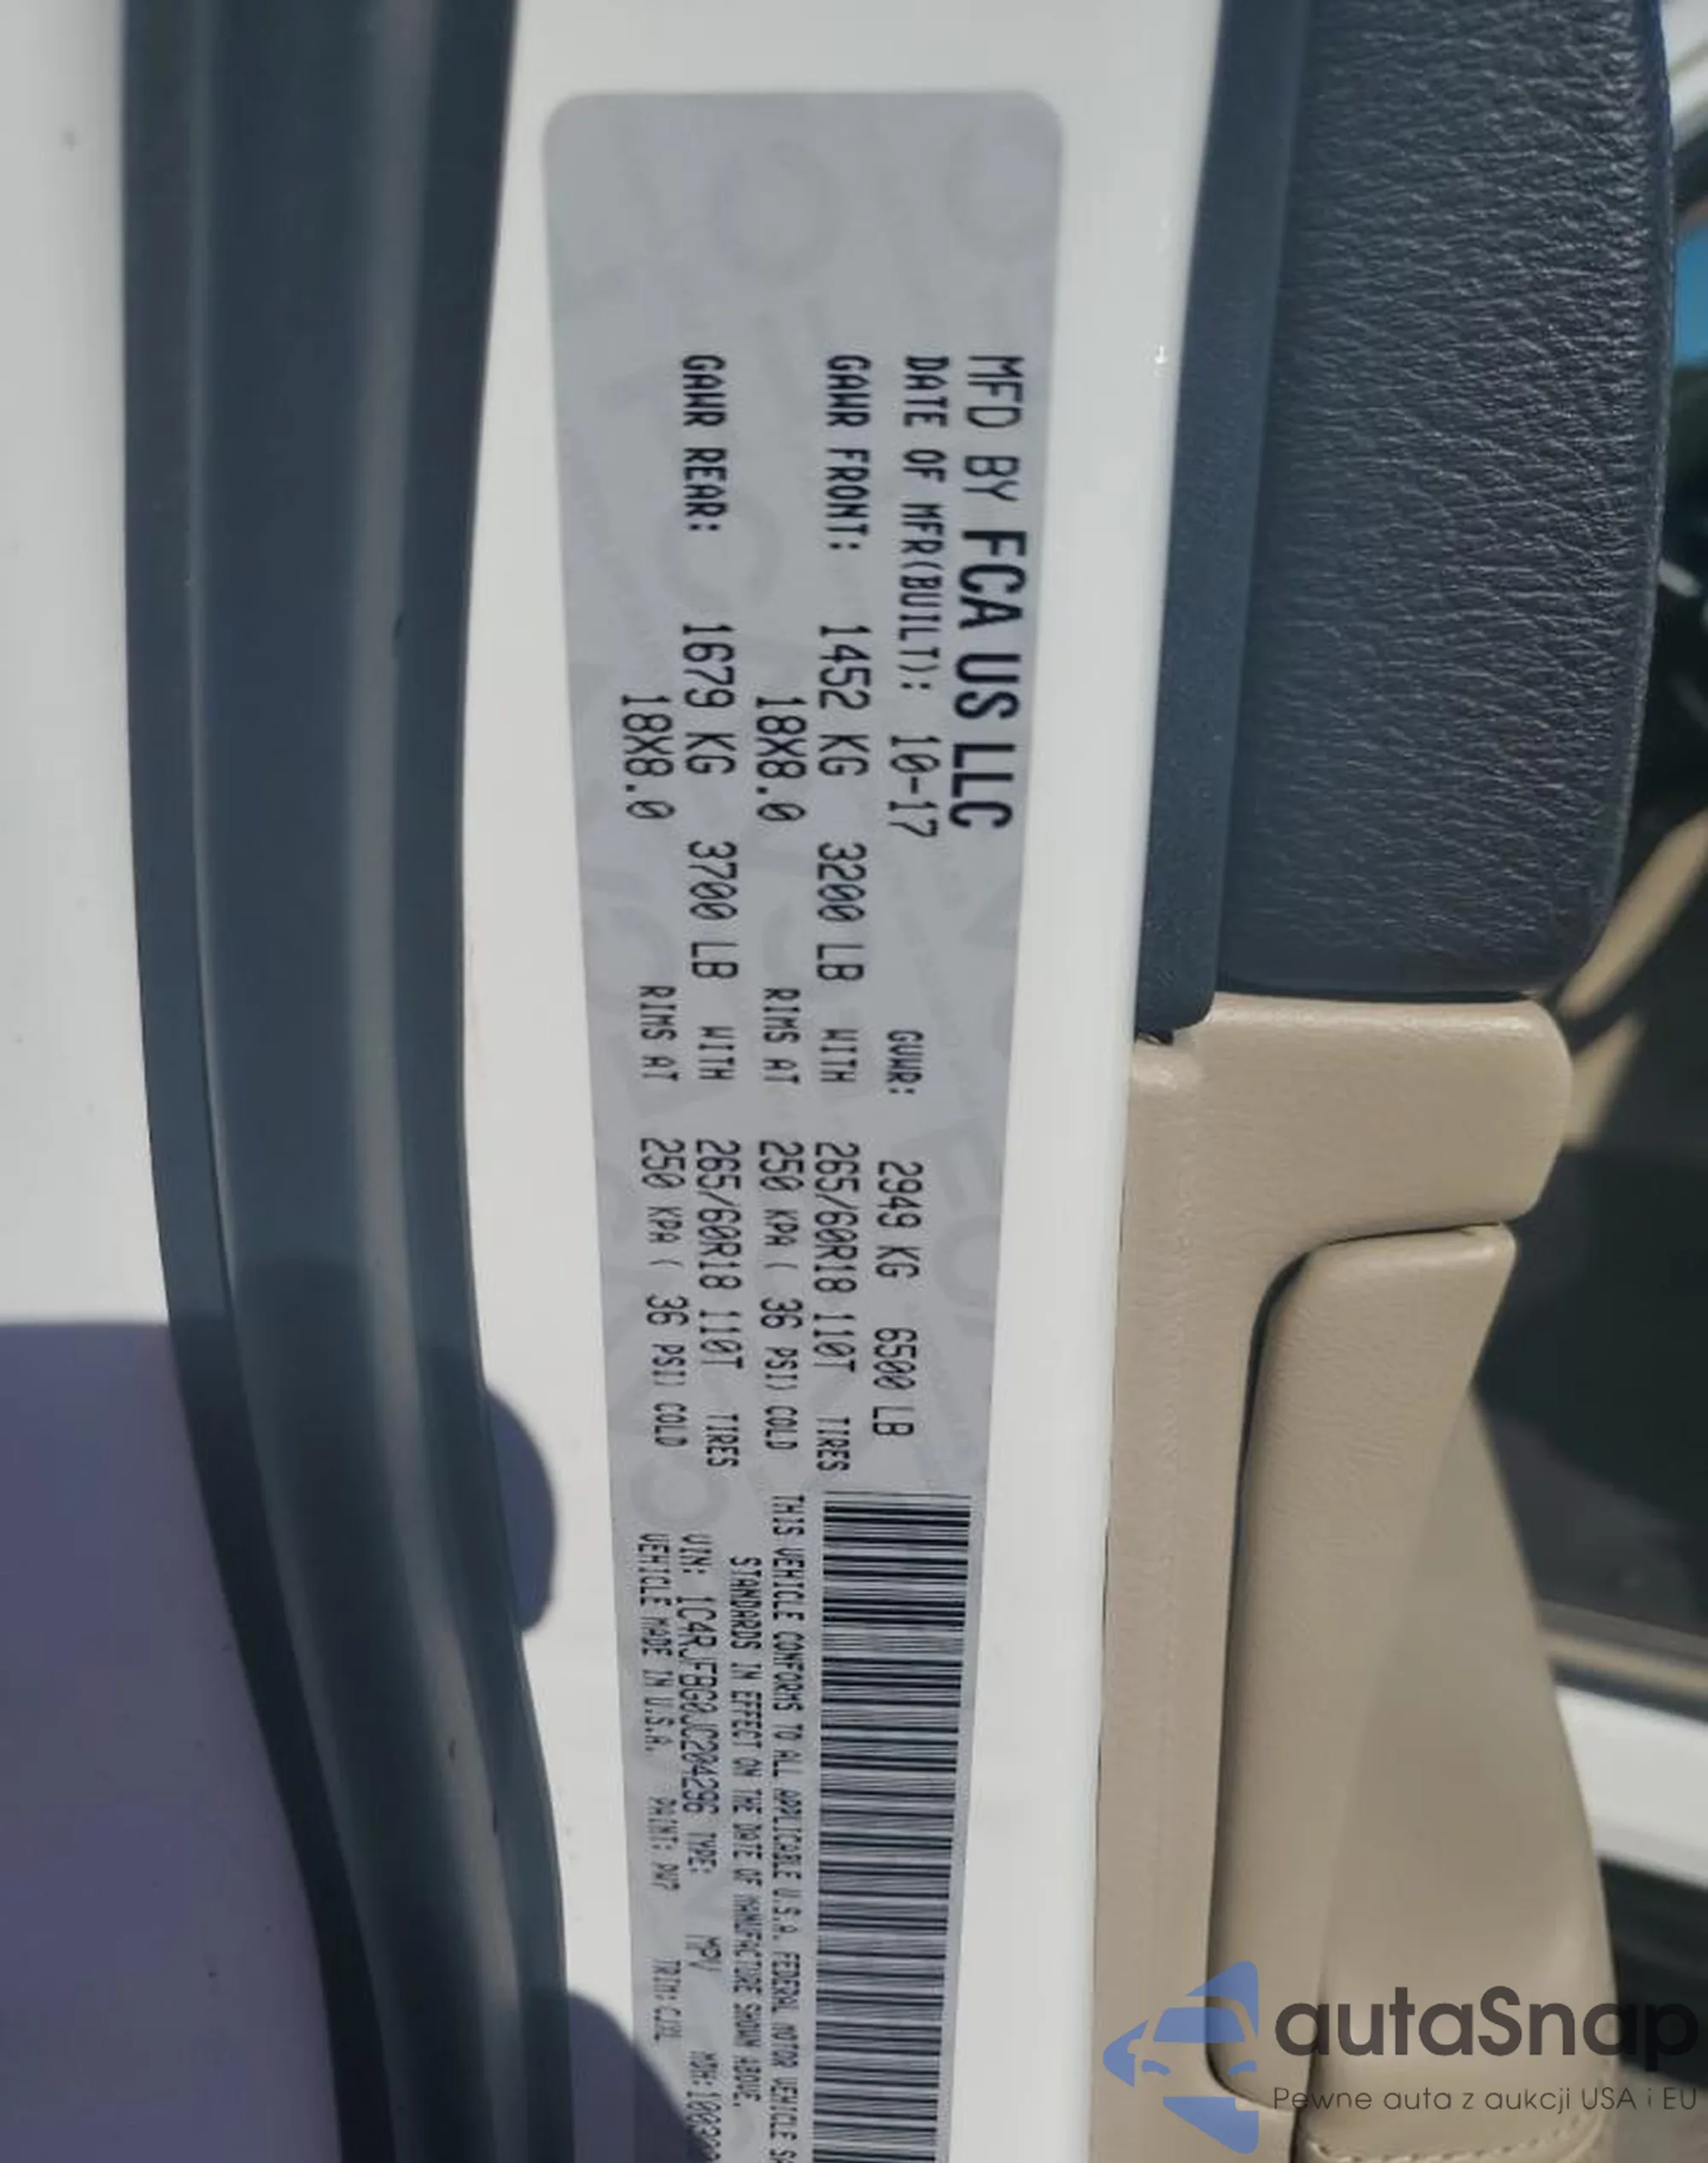 MFD BY FCA US LLC
DATE OF MFR(BUILT): 10-17 GVWR: 2949 KG 6500 LB
GAWR FRONT: 1452 KG 3200 LB WITH 265/60R18 110T TIRES
18X8.0 RIMS AT 250 KPA ( 36 PSI) COLD
GAWR REAR: 1679 KG 3700 LB WITH 265/60R18 110T TIRES
18X8.0 RIMS AT 250 KPA ( 36 PSI) COLD
THIS VEHICLE CONFORMS TO ALL APPLICABLE U.S.A. FEDERAL MOTOR VEHICLE
STANDARDS IN EFFECT ON THE DATE OF MANUFACTURE SHOWN ABOVE.
VIN: 1C4RJFBG0JC204296 TYPE: MPV MDH:
VEHICLE MADE IN U.S.A. PAINT: PW7 TRIM:
autaSnap
Pewne auta z aukcji USA i EU